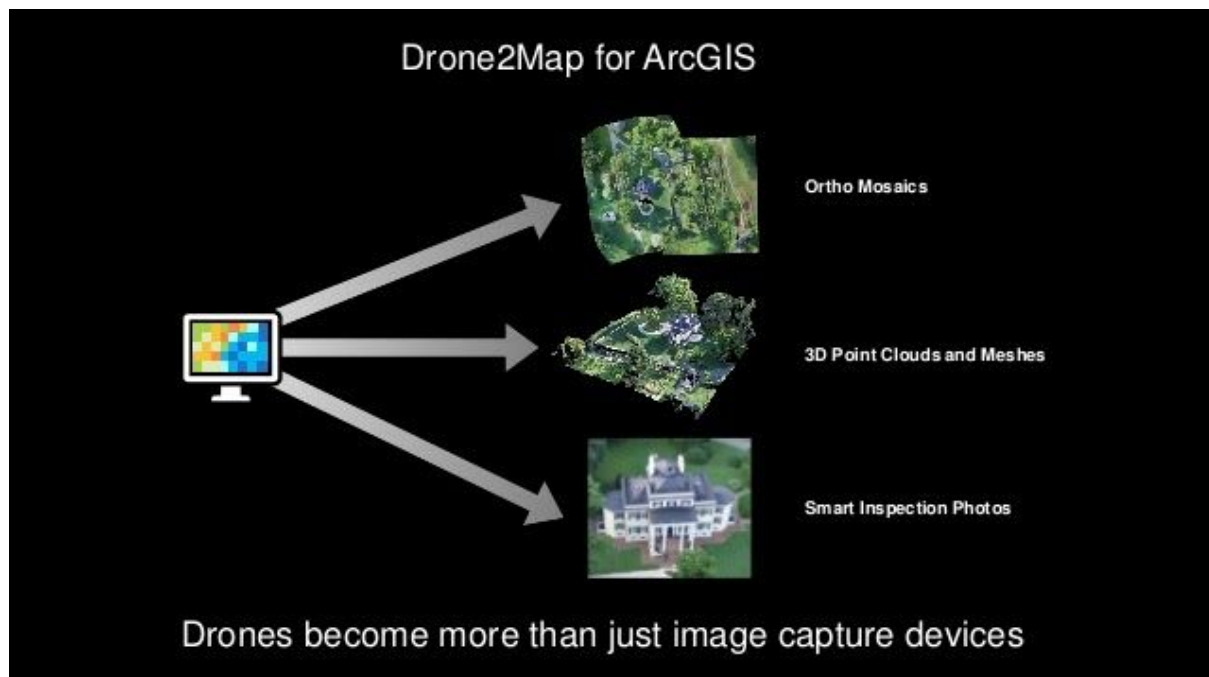 Drone2Map for ArcGIS
Ortho Mosaics
3D Point Clouds and Meshes
Smart Inspection Photos
Drones become more than just image capture devices